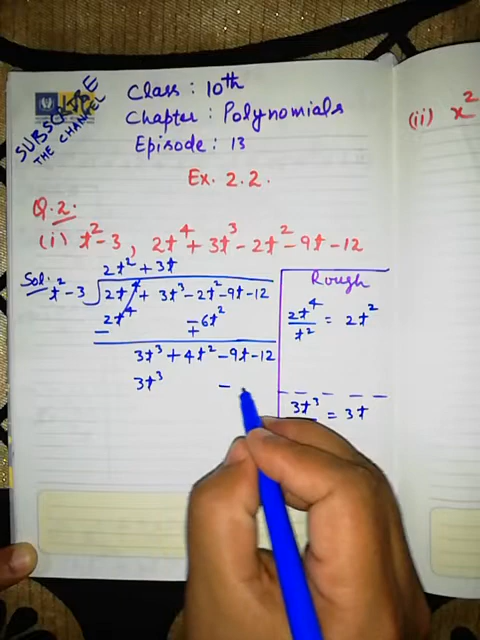 SUBSCRIBE
THE CHANNEL
Class : 10th
Chapter : Polynomials
Episode : 13
Ex. 2.2.
(ii) x²
Q.2.
(i) t²-3, 2t⁴+3t³-2t²-9t-12
2t²+3t
Sol: t²-3 ) 2t⁴+3t³-2t²-9t-12
2t⁴ -6t²
- +
3t³+4t²-9t-12
3t³ -
Rough
2t⁴/t² = 2t²
3t³ = 3t